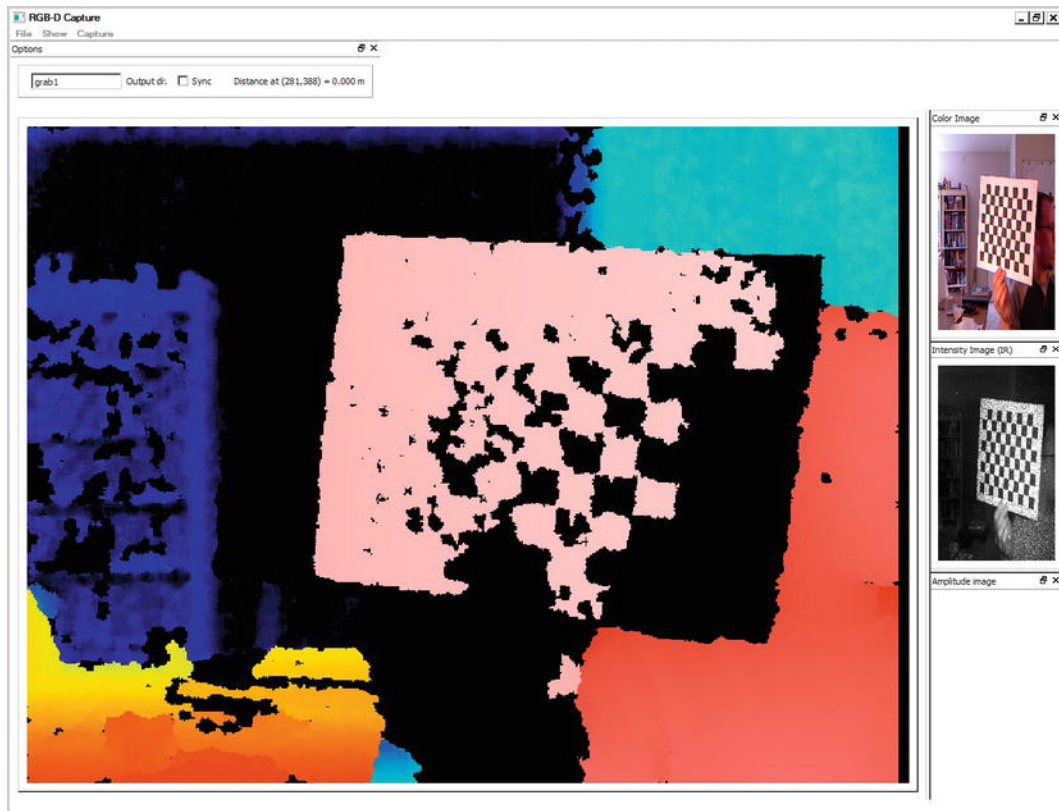 RGB-D Capture
File Show Capture
Options
grab1 Output dir. Sync Distance at (281,388) = 0.000 m
Color Image
Intensity Image (IR)
Amplitude image